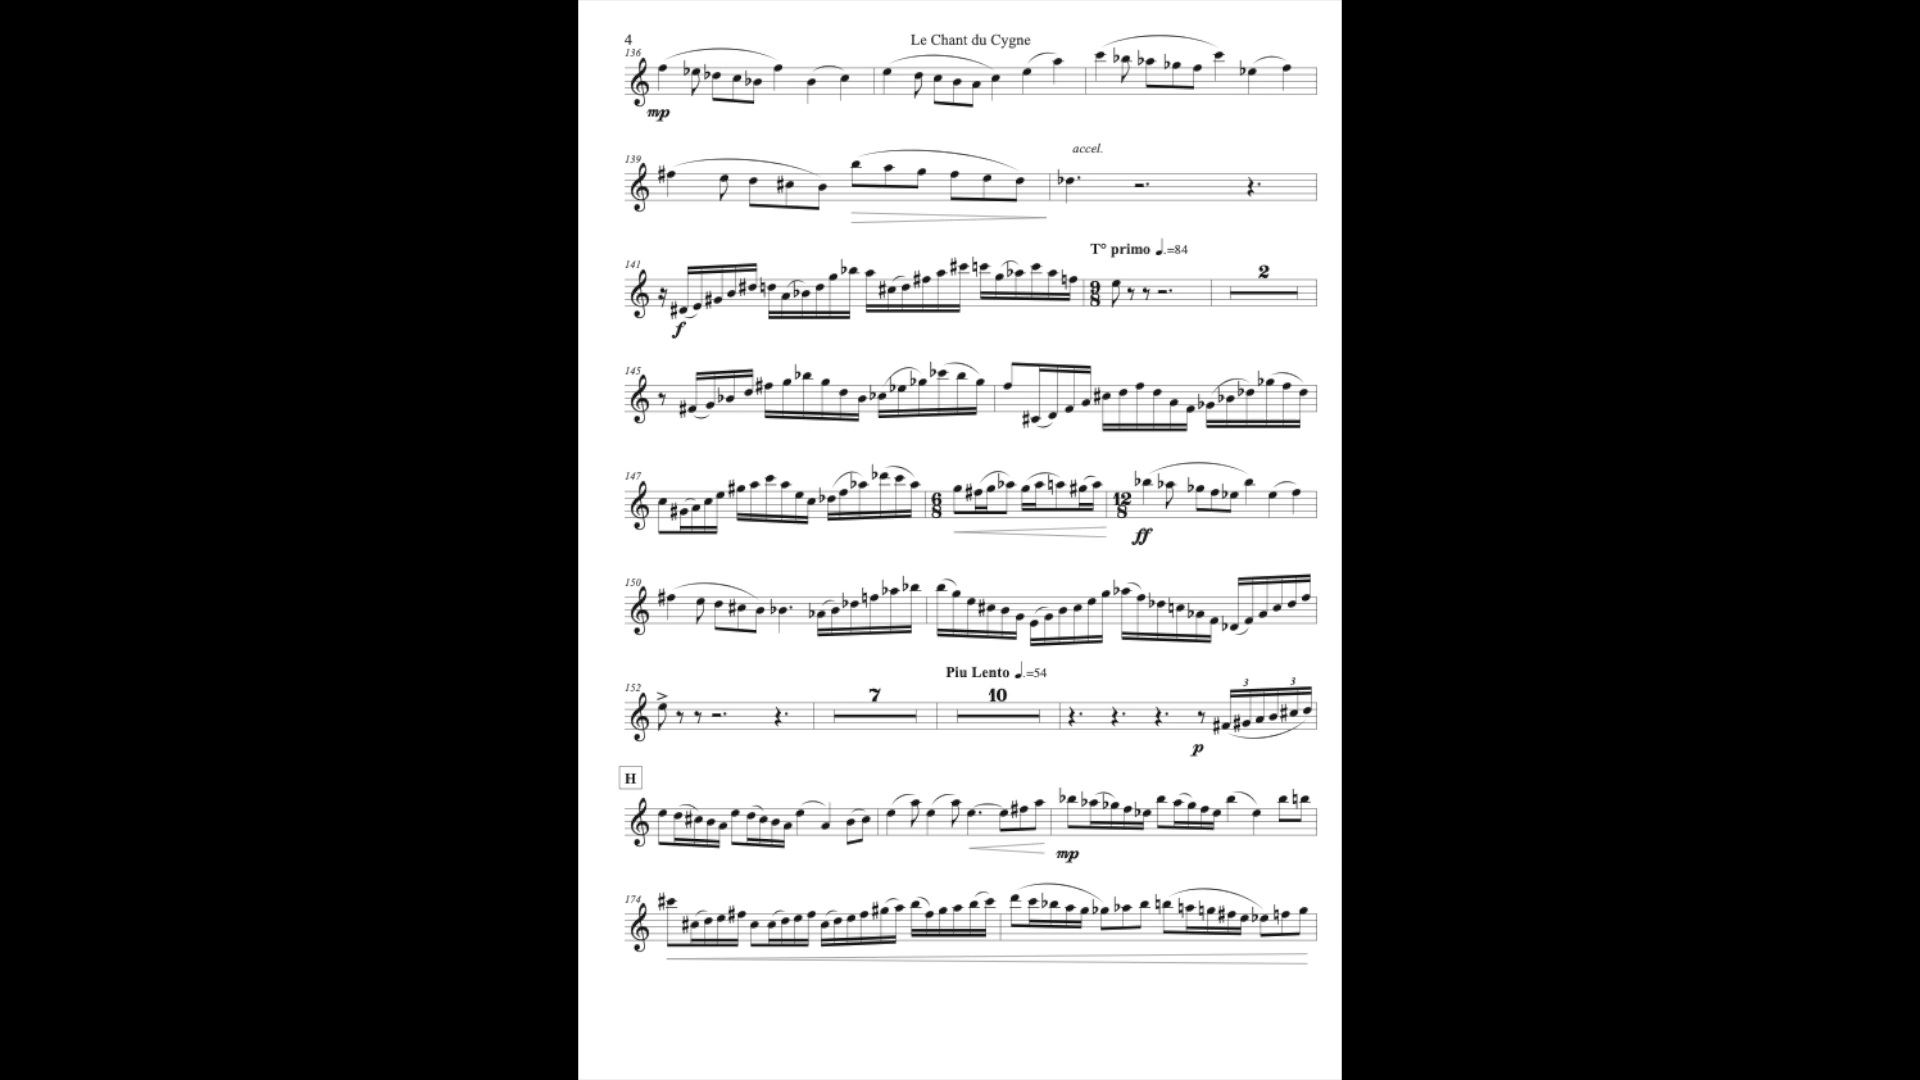 4
Le Chant du Cygne
136
mp
139
accel.
141
f
T° primo ♩.=84
9
8
2
145
147
6
8
12
8
ff
150
152
7
Piu Lento ♩.=54
10
p
3
3
H
mp
174